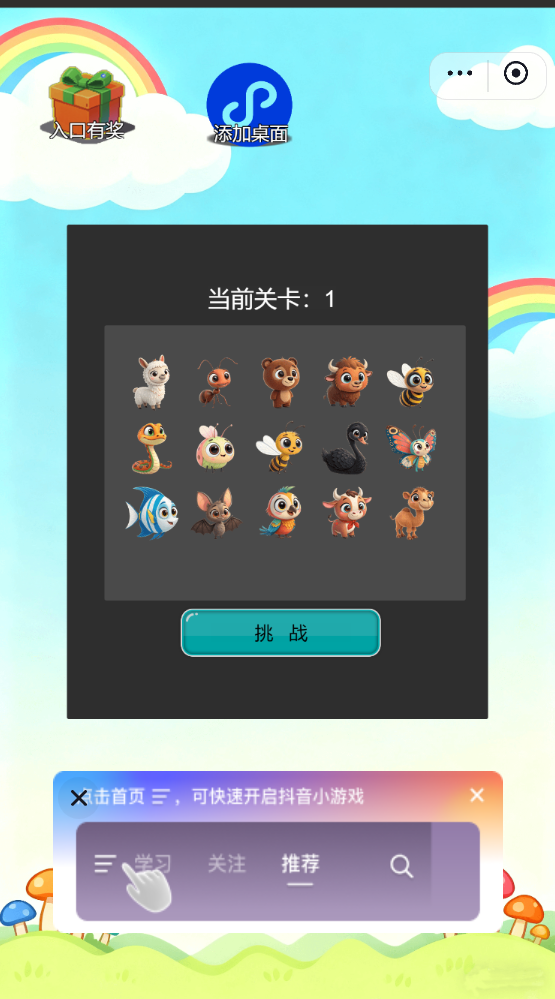 入口有奖
添加桌面
当前关卡：1
挑 战
点击首页 ，可快速开启抖音小游戏
学习 关注 推荐